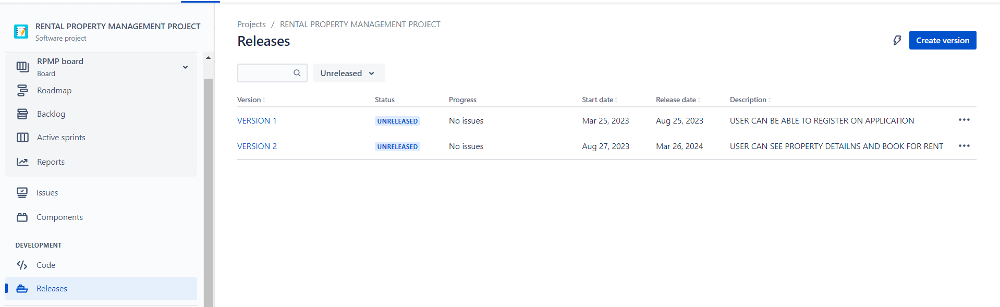 RENTAL PROPERTY MANAGEMENT PROJECT
Software project
RPMP board
Board
Roadmap
Backlog
Active sprints
Reports
Issues
Components
DEVELOPMENT
Code
Releases
Projects / RENTAL PROPERTY MANAGEMENT PROJECT
Releases
Create version
Unreleased
Version Status Progress Start date Release date Description
VERSION 1 UNRELEASED No issues Mar 25, 2023 Aug 25, 2023 USER CAN BE ABLE TO REGISTER ON APPLICATION
VERSION 2 UNRELEASED No issues Aug 27, 2023 Mar 26, 2024 USER CAN SEE PROPERTY DETAILNS AND BOOK FOR RENT